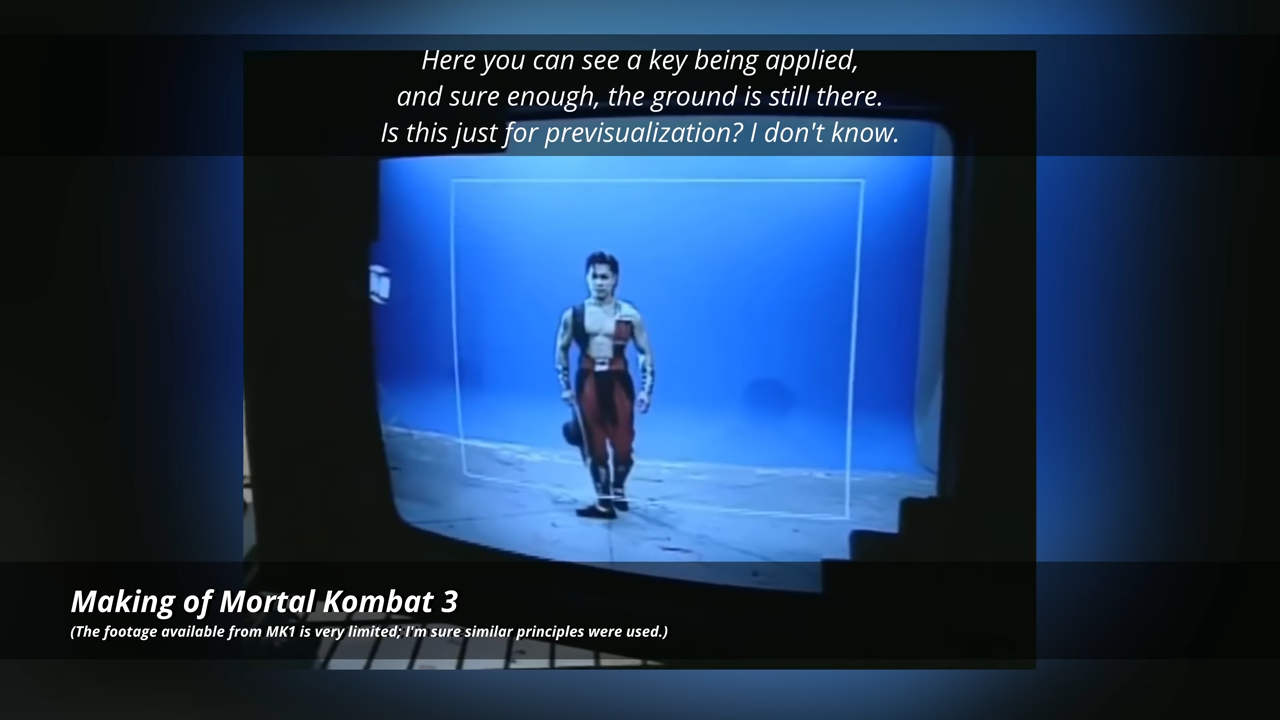 Here you can see a key being applied,
and sure enough, the ground is still there.
Is this just for previsualization? I don't know.
Making of Mortal Kombat 3
(The footage available from MK1 is very limited; I'm sure similar principles were used.)